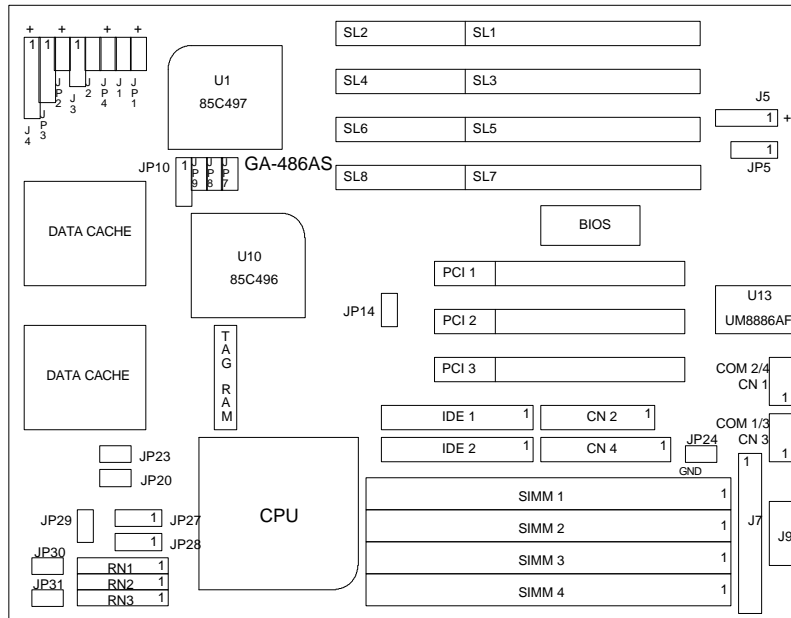 + + + +
1 1 1
J4 JP3 JP2 J3 J2 JP4 J1 JP1
U1
85C497
SL2 SL1
SL4 SL3
SL6 SL5
SL8 SL7
J5
1 +
1
JP5
JP10 1 JP9 JP8 JP7 GA-486AS
DATA CACHE
U10
85C496
BIOS
JP14
PCI 1
PCI 2
PCI 3
U13
UM8886AF
DATA CACHE
TAG RAM
COM 2/4
CN 1
1
COM 1/3
CN 3
1
IDE 1 1 CN 2 1
IDE 2 1 CN 4 1
JP24
GND
JP23
JP20
CPU
JP29 1 JP27
1 JP28
JP30
JP31
RN1 1
RN2 1
RN3 1
SIMM 1 1
SIMM 2
SIMM 3
SIMM 4 1
1
J7
J9